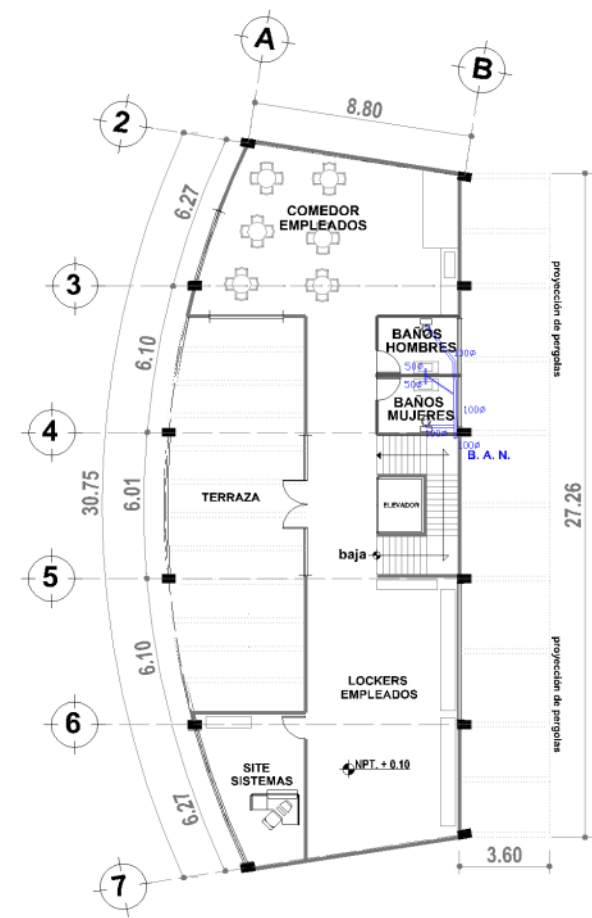 A
B
8.80
2
6.27
COMEDOR
EMPLEADOS
3
proyección de pergolas
BAÑOS
HOMBRES
100ø
50ø
50ø
6.10
BAÑOS
MUJERES
100ø
100ø
100ø
4
B. A. N.
30.75
6.01
TERRAZA
ELEVADOR
27.26
baja
5
6.10
LOCKERS
EMPLEADOS
proyección de pergolas
6
SITE
SISTEMAS
NPT. + 0.10
6.27
3.60
7